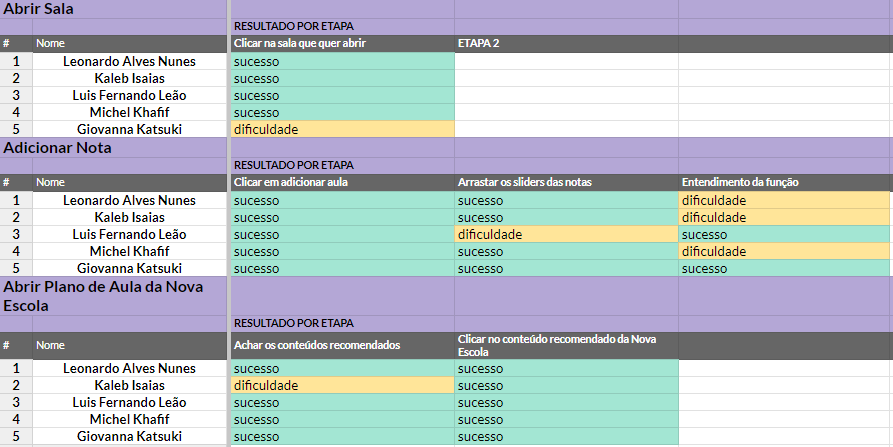 Abrir Sala
RESULTADO POR ETAPA
# Nome Clicar na sala que quer abrir ETAPA 2
1 Leonardo Alves Nunes sucesso
2 Kaleb Isaias sucesso
3 Luis Fernando Leão sucesso
4 Michel Khafif sucesso
5 Giovanna Katsuki dificuldade
Adicionar Nota
RESULTADO POR ETAPA
# Nome Clicar em adicionar aula Arrastar os sliders das notas Entendimento da função
1 Leonardo Alves Nunes sucesso sucesso dificuldade
2 Kaleb Isaias sucesso sucesso dificuldade
3 Luis Fernando Leão sucesso dificuldade sucesso
4 Michel Khafif sucesso sucesso dificuldade
5 Giovanna Katsuki sucesso sucesso sucesso
Abrir Plano de Aula da Nova
Escola
RESULTADO POR ETAPA
# Nome Achar os conteúdos recomendados Clicar no conteúdo recomendado da Nova
Escola
1 Leonardo Alves Nunes sucesso sucesso
2 Kaleb Isaias dificuldade sucesso
3 Luis Fernando Leão sucesso sucesso
4 Michel Khafif sucesso sucesso
5 Giovanna Katsuki sucesso sucesso